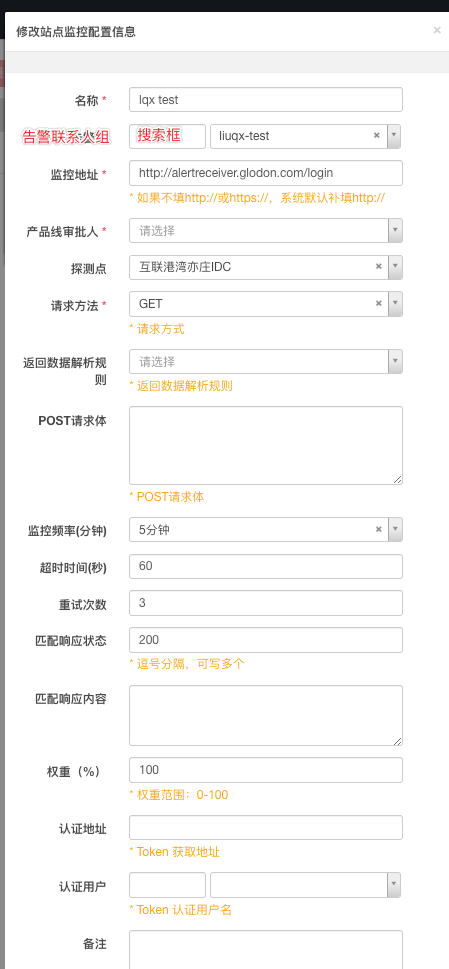 修改站点监控配置信息 ×
名称 * lqx test
告警联系人组 搜索框 liuqx-test
监控地址 * http://alertreceiver.glodon.com/login
* 如果不填http://或https://，系统默认补填http://
产品线审批人 * 请选择
探测点 互联港湾亦庄IDC
请求方法 * GET
* 请求方式
返回数据解析规 请选择
则
* 返回数据解析规则
POST请求体
* POST请求体
监控频率(分钟) 5分钟
超时时间(秒) 60
重试次数 3
匹配响应状态 200
* 逗号分隔，可写多个
匹配响应内容
权重（%） 100
* 权重范围：0-100
认证地址
* Token 获取地址
认证用户
* Token 认证用户名
备注